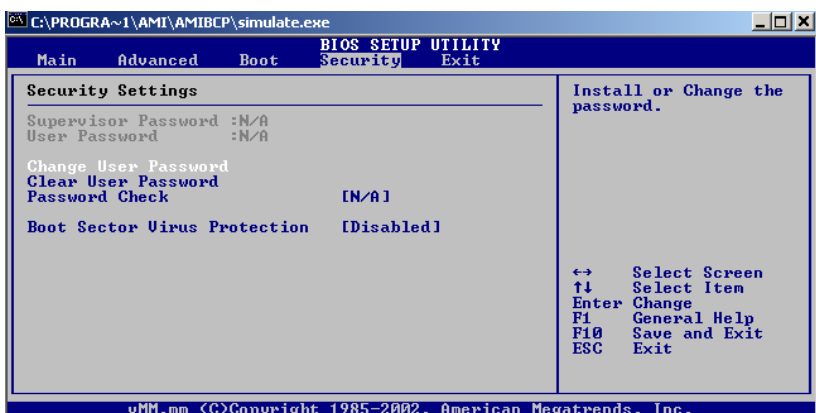 C:\PROGRA~1\AMI\AMIBCP\simulate.exe
BIOS SETUP UTILITY
Main Advanced Boot Security Exit
Security Settings
Supervisor Password :N/A
User Password :N/A
Change User Password
Clear User Password
Password Check [N/A]
Boot Sector Virus Protection [Disabled]
Install or Change the
password.
↔ Select Screen
↑↓ Select Item
Enter Change
F1 General Help
F10 Save and Exit
ESC Exit
vMM.mm (C)Copyright 1985-2002, American Megatrends, Inc.